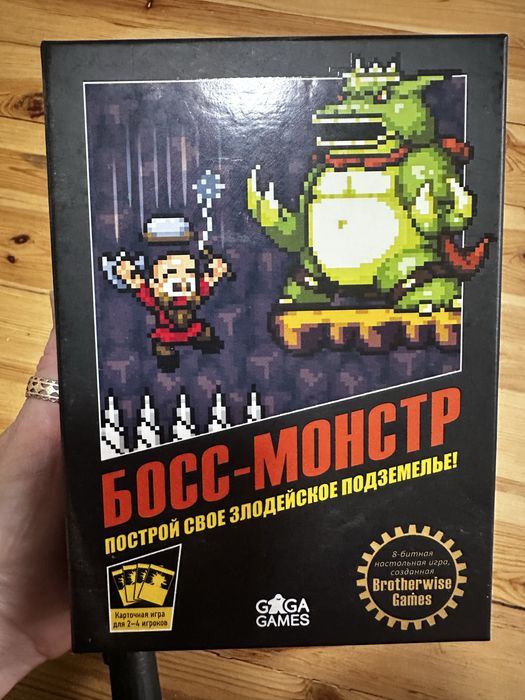 БОСС-МОНСТР
ПОСТРОЙ СВОЕ ЗЛОДЕЙСКОЕ ПОДЗЕМЕЛЬЕ!
Карточная игра
для 2–4 игроков
GAGA
GAMES
8-битная
настольная игра,
созданная
Brotherwise
Games